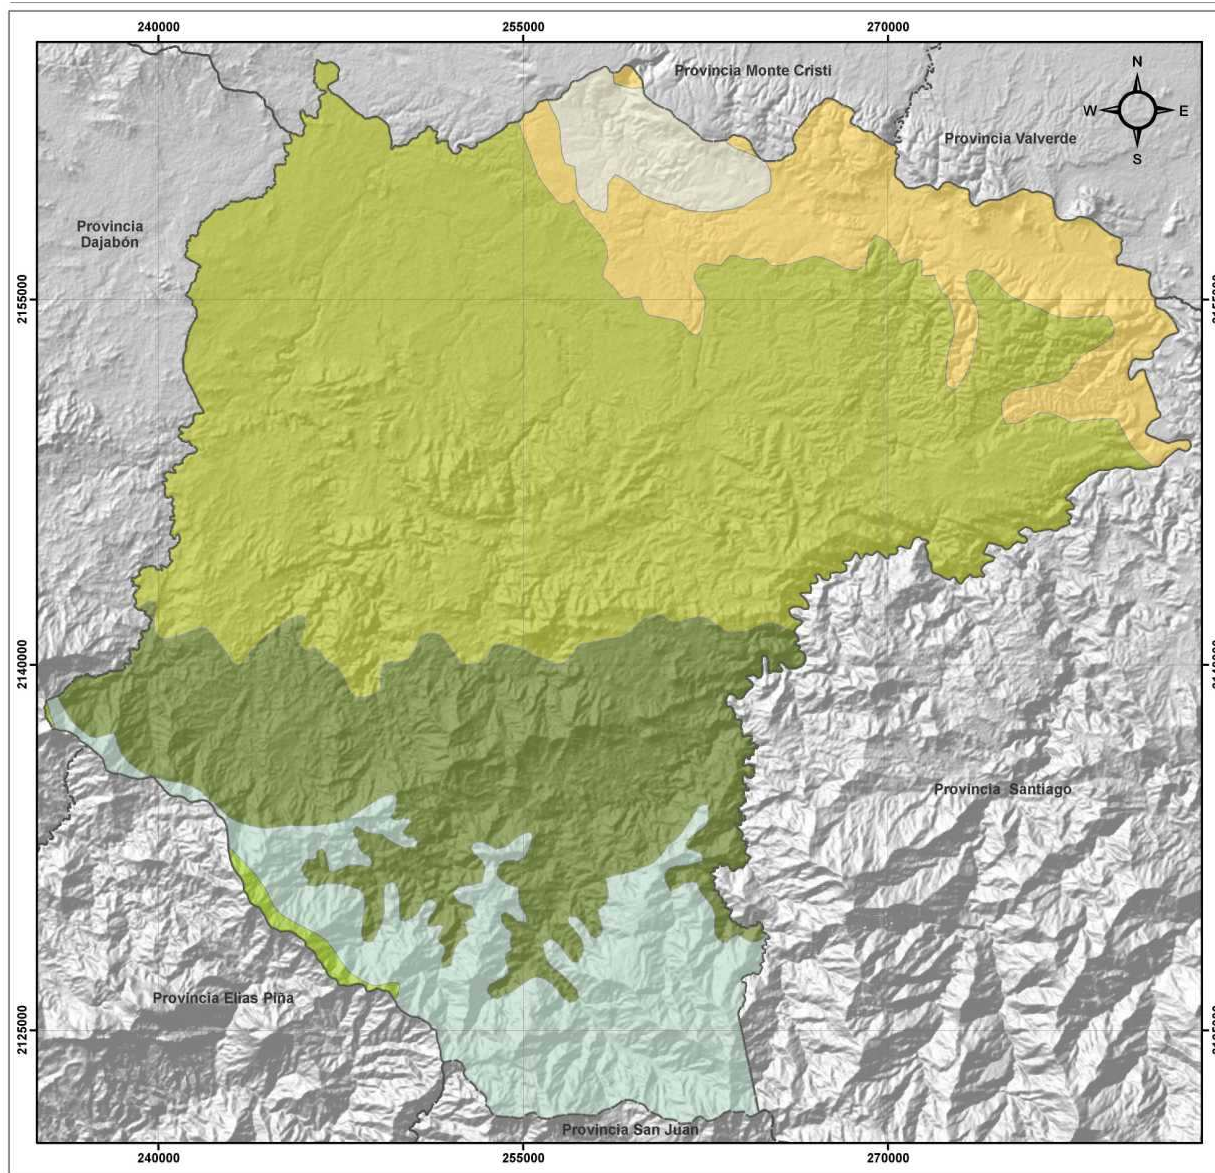 240000
255000
270000
Provincia Monte Cristi
N
W
E
S
Provincia Valverde
Provincia
Dajabón
2155000
2140000
Provincia Santiago
Provincia Elias Piña
2125000
Provincia San Juan
240000
255000
270000